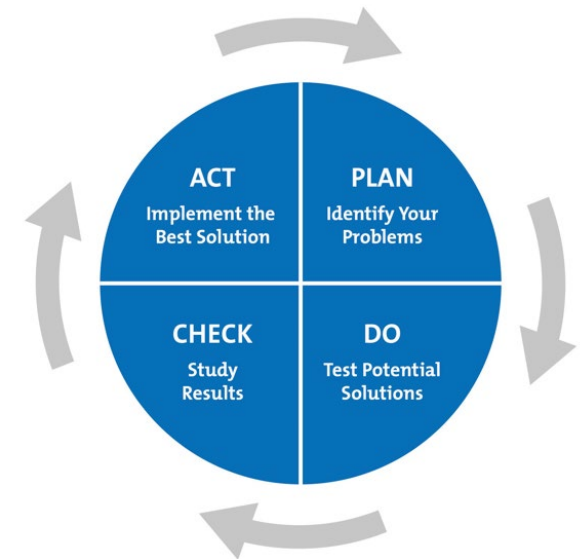 ACT
Implement the
Best Solution
PLAN
Identify Your
Problems
CHECK
Study
Results
DO
Test Potential
Solutions